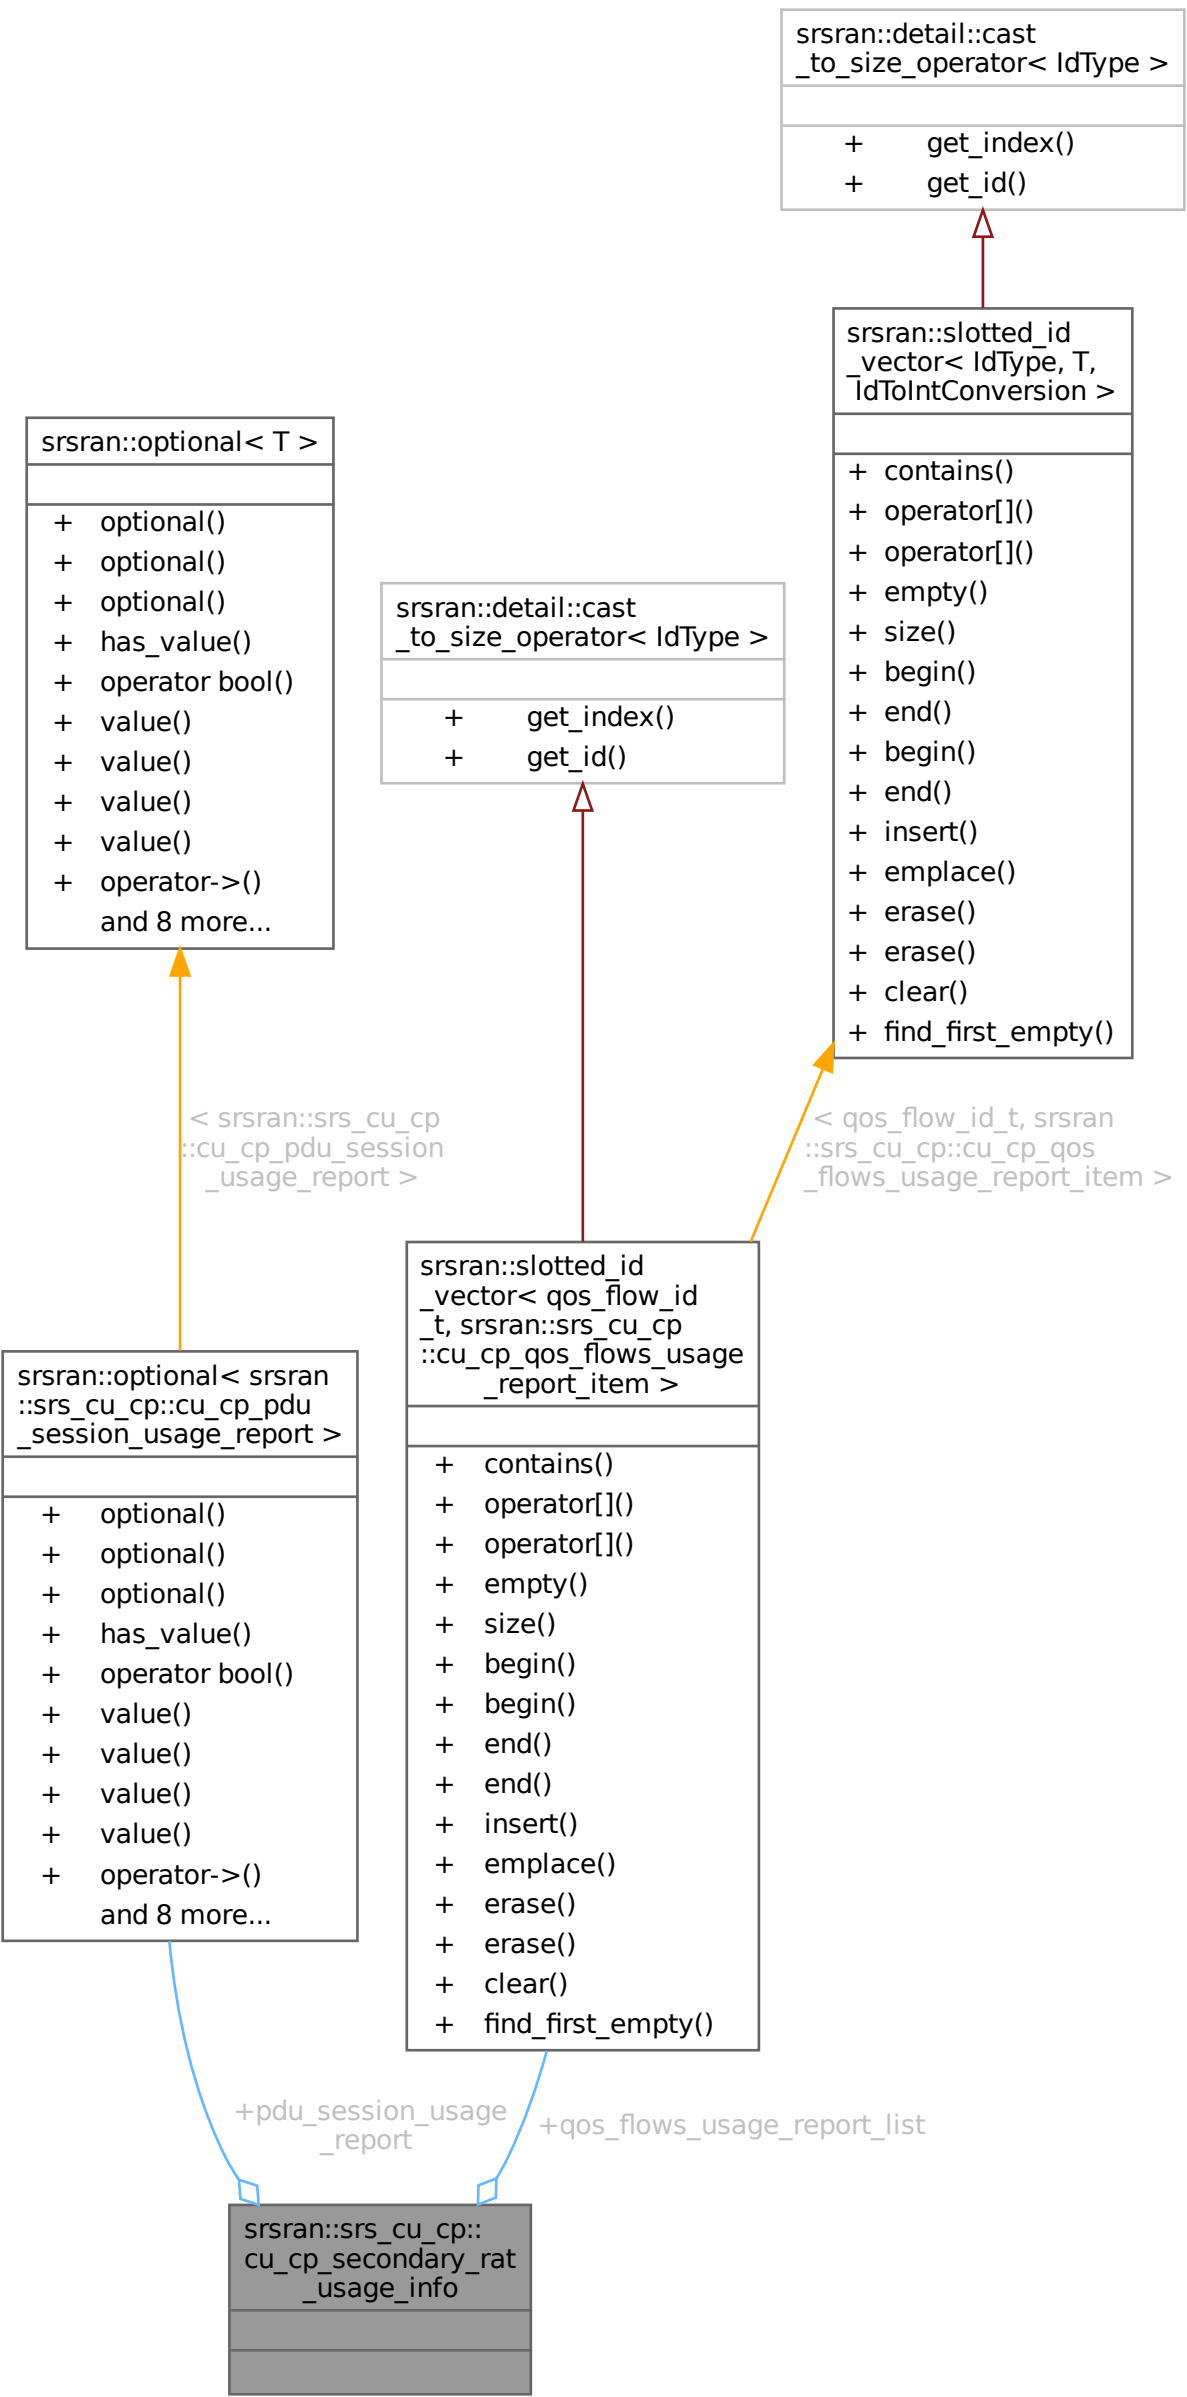 srsran::detail::cast
_to_size_operator< IdType >
+ get_index()
+ get_id()
srsran::slotted_id
_vector< IdType, T,
IdToIntConversion >
+ contains()
+ operator[]()
+ operator[]()
+ empty()
+ size()
+ begin()
+ end()
+ begin()
+ end()
+ insert()
+ emplace()
+ erase()
+ erase()
+ clear()
+ find_first_empty()
srsran::optional< T >
+ optional()
+ optional()
+ optional()
+ has_value()
+ operator bool()
+ value()
+ value()
+ value()
+ value()
+ operator->()
and 8 more...
srsran::detail::cast
_to_size_operator< IdType >
+ get_index()
+ get_id()
< srsran::srs_cu_cp
::cu_cp_pdu_session
_usage_report >
< qos_flow_id_t, srsran
::srs_cu_cp::cu_cp_qos
_flows_usage_report_item >
srsran::optional< srsran
::srs_cu_cp::cu_cp_pdu
_session_usage_report >
+ optional()
+ optional()
+ optional()
+ has_value()
+ operator bool()
+ value()
+ value()
+ value()
+ value()
+ operator->()
and 8 more...
srsran::slotted_id
_vector< qos_flow_id
_t, srsran::srs_cu_cp
::cu_cp_qos_flows_usage
_report_item >
+ contains()
+ operator[]()
+ operator[]()
+ empty()
+ size()
+ begin()
+ begin()
+ end()
+ end()
+ insert()
+ emplace()
+ erase()
+ erase()
+ clear()
+ find_first_empty()
+pdu_session_usage
_report
+qos_flows_usage_report_list
srsran::srs_cu_cp::
cu_cp_secondary_rat
_usage_info